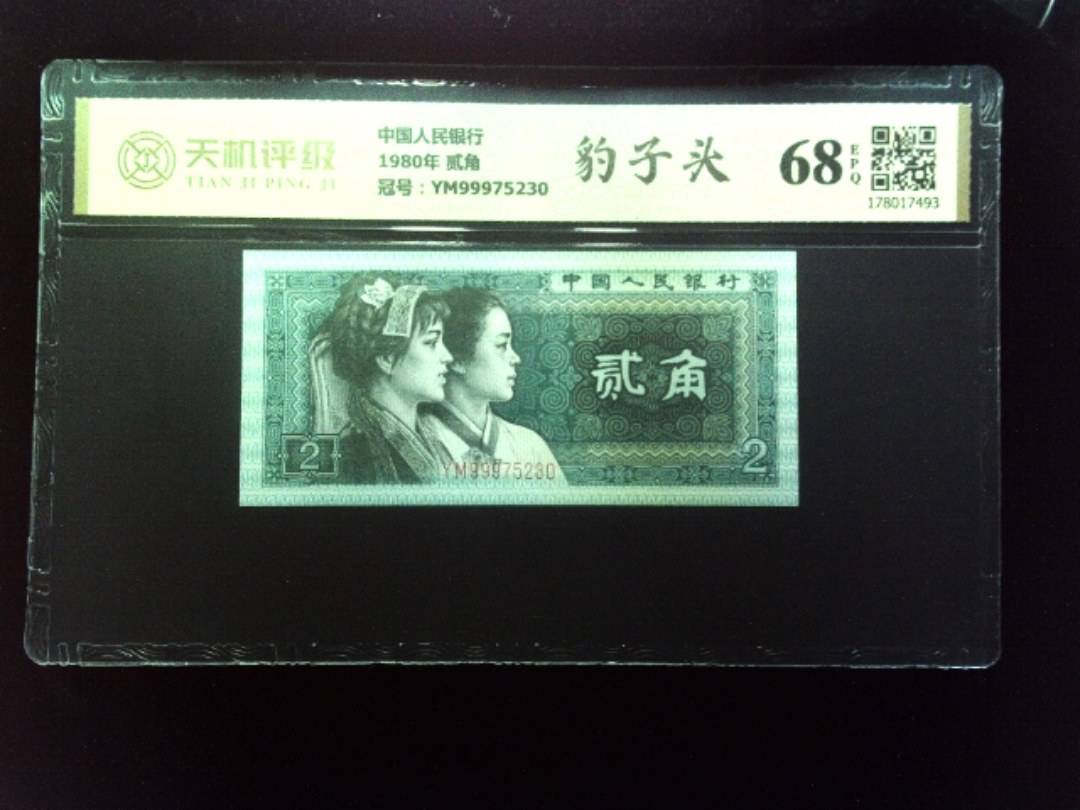 天机评级
TIAN JI PING JI
中国人民银行
1980年 贰角
冠号：YM99975230
豹子头
68
EPQ
178017493
中国人民银行
贰角
YM99975230
2
2